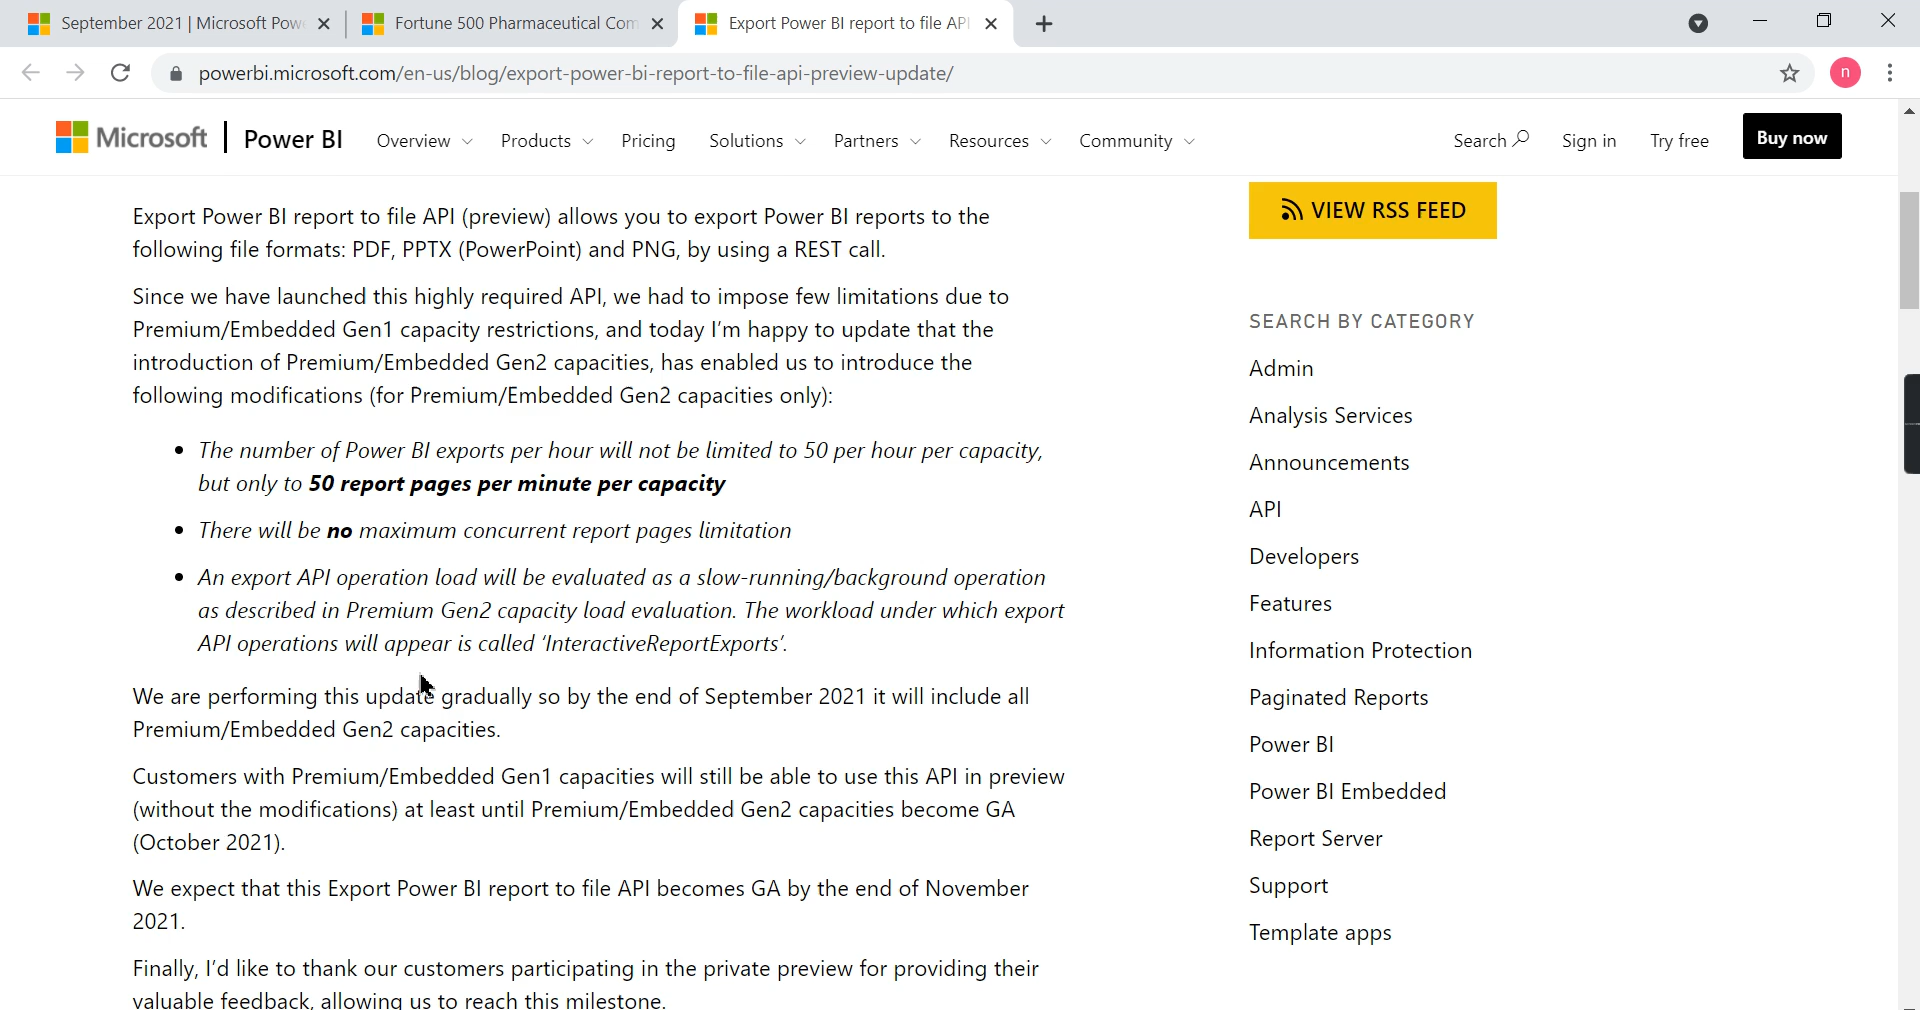 September 2021 | Microsoft Pow
Fortune 500 Pharmaceutical Com
Export Power BI report to file API
n
powerbi.microsoft.com/en-us/blog/export-power-bi-report-to-file-api-preview-update/
Microsoft
Power BI
Overview
Products
Pricing
Solutions
Partners
Resources
Community
Search
Sign in
Try free
Buy now
Export Power BI report to file API (preview) allows you to export Power BI reports to the
following file formats: PDF, PPTX (PowerPoint) and PNG, by using a REST call.
Since we have launched this highly required API, we had to impose few limitations due to
Premium/Embedded Gen1 capacity restrictions, and today I'm happy to update that the
introduction of Premium/Embedded Gen2 capacities, has enabled us to introduce the
following modifications (for Premium/Embedded Gen2 capacities only):
• The number of Power BI exports per hour will not be limited to 50 per hour per capacity,
but only to 50 report pages per minute per capacity
• There will be no maximum concurrent report pages limitation
• An export API operation load will be evaluated as a slow-running/background operation
as described in Premium Gen2 capacity load evaluation. The workload under which export
API operations will appear is called ‘InteractiveReportExports’.
We are performing this update gradually so by the end of September 2021 it will include all
Premium/Embedded Gen2 capacities.
Customers with Premium/Embedded Gen1 capacities will still be able to use this API in preview
(without the modifications) at least until Premium/Embedded Gen2 capacities become GA
(October 2021).
We expect that this Export Power BI report to file API becomes GA by the end of November
2021.
Finally, I'd like to thank our customers participating in the private preview for providing their
valuable feedback, allowing us to reach this milestone.
VIEW RSS FEED
SEARCH BY CATEGORY
Admin
Analysis Services
Announcements
API
Developers
Features
Information Protection
Paginated Reports
Power BI
Power BI Embedded
Report Server
Support
Template apps